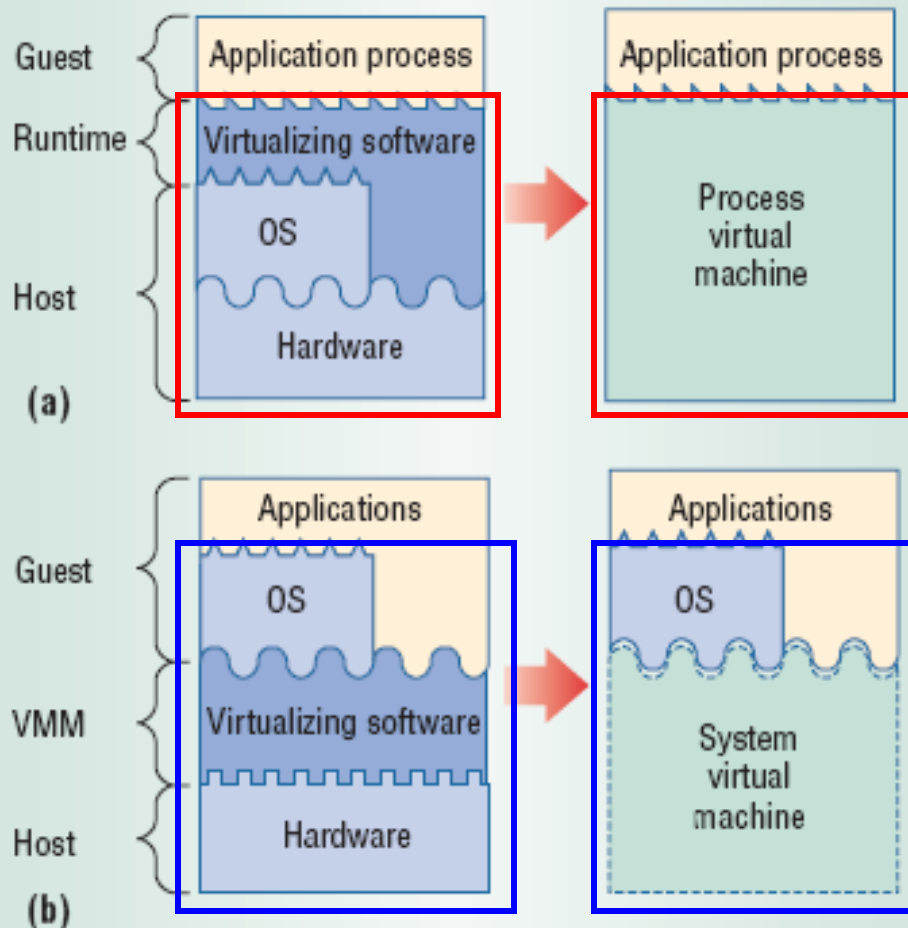 Guest
Application process
Application process
Runtime
Virtualizing software
OS
Process
virtual
machine
Host
Hardware
(a)
Applications
Applications
Guest
OS
OS
VMM
Virtualizing software
System
virtual
machine
Host
Hardware
(b)